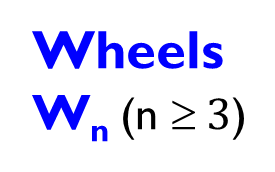 Wheels
Wₙ (n ≥ 3)